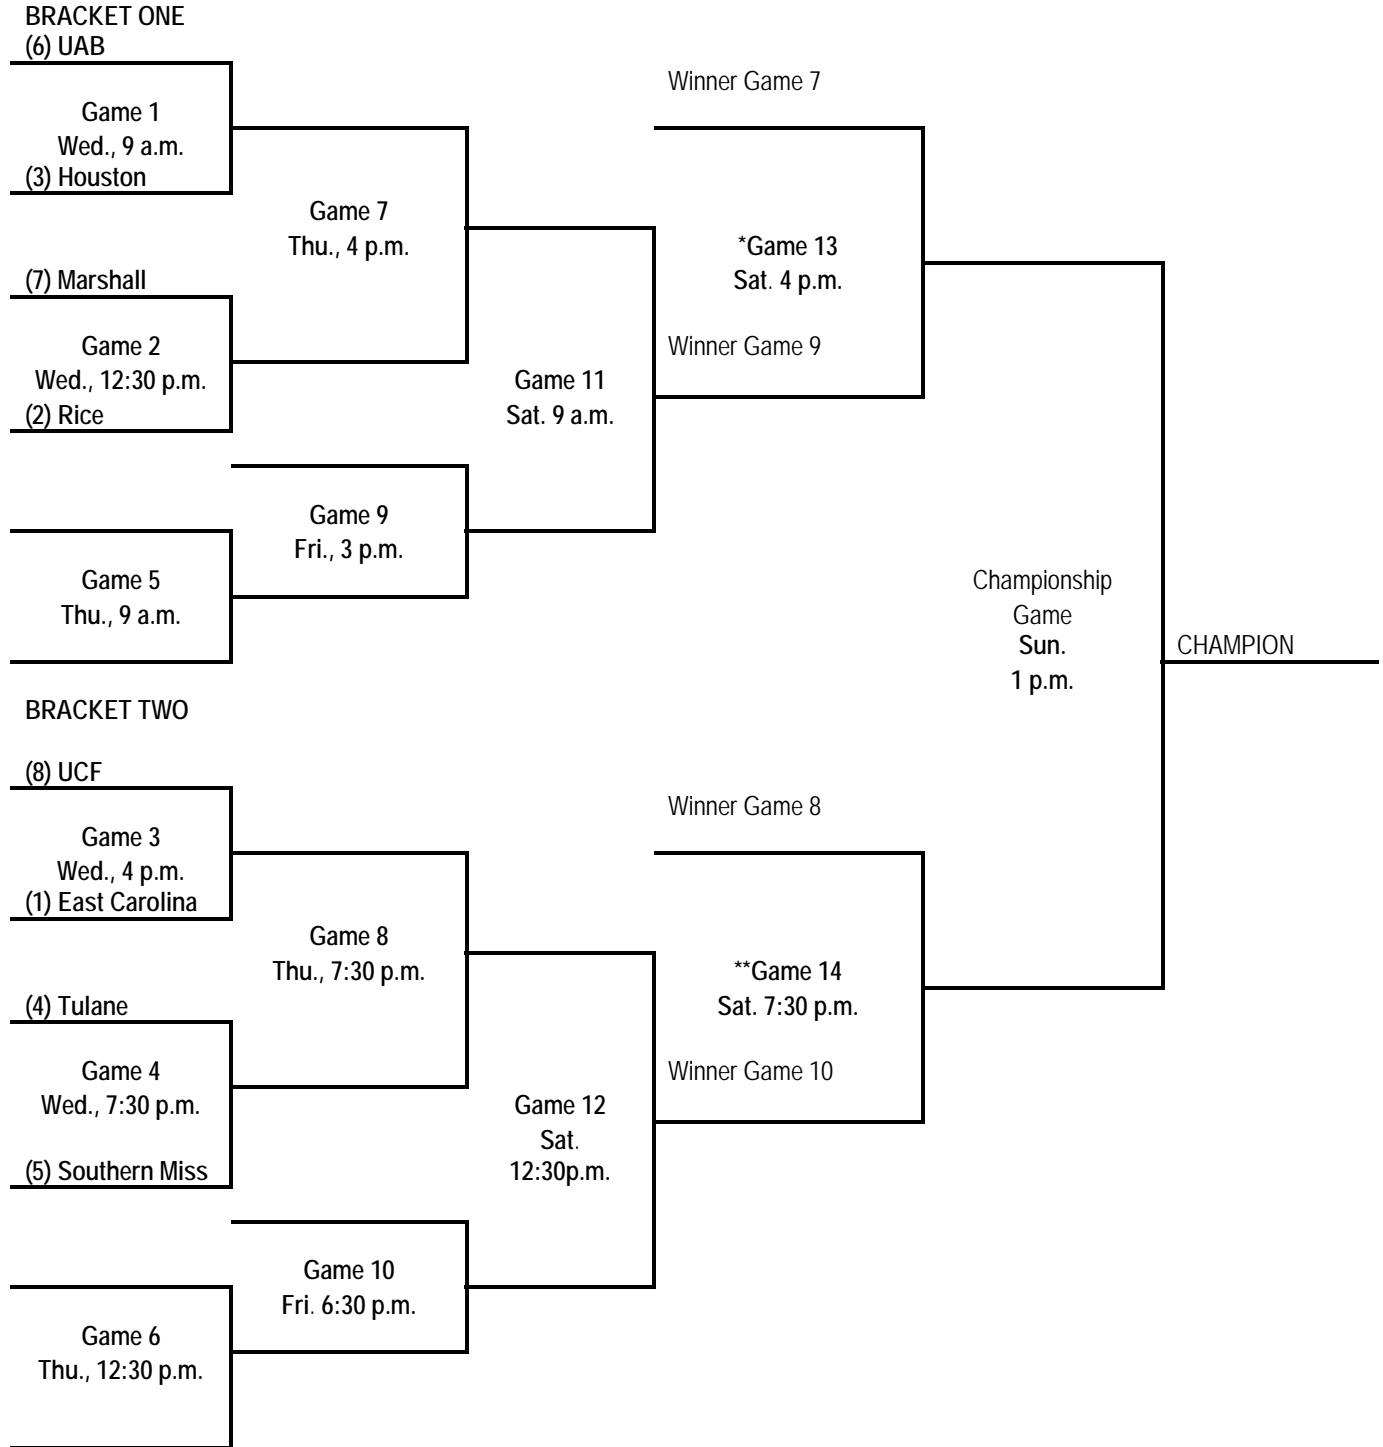 BRACKET ONE
(6) UAB
Game 1
Wed., 9 a.m.
(3) Houston
Winner Game 7
Game 7
Thu., 4 p.m.
*Game 13
Sat. 4 p.m.
(7) Marshall
Game 2
Wed., 12:30 p.m.
(2) Rice
Winner Game 9
Game 11
Sat. 9 a.m.
Game 9
Fri., 3 p.m.
Game 5
Thu., 9 a.m.
Championship
Game
Sun.
1 p.m.
CHAMPION
BRACKET TWO
(8) UCF
Game 3
Wed., 4 p.m.
(1) East Carolina
Winner Game 8
Game 8
Thu., 7:30 p.m.
**Game 14
Sat. 7:30 p.m.
(4) Tulane
Game 4
Wed., 7:30 p.m.
(5) Southern Miss
Winner Game 10
Game 12
Sat.
12:30p.m.
Game 10
Fri. 6:30 p.m.
Game 6
Thu., 12:30 p.m.